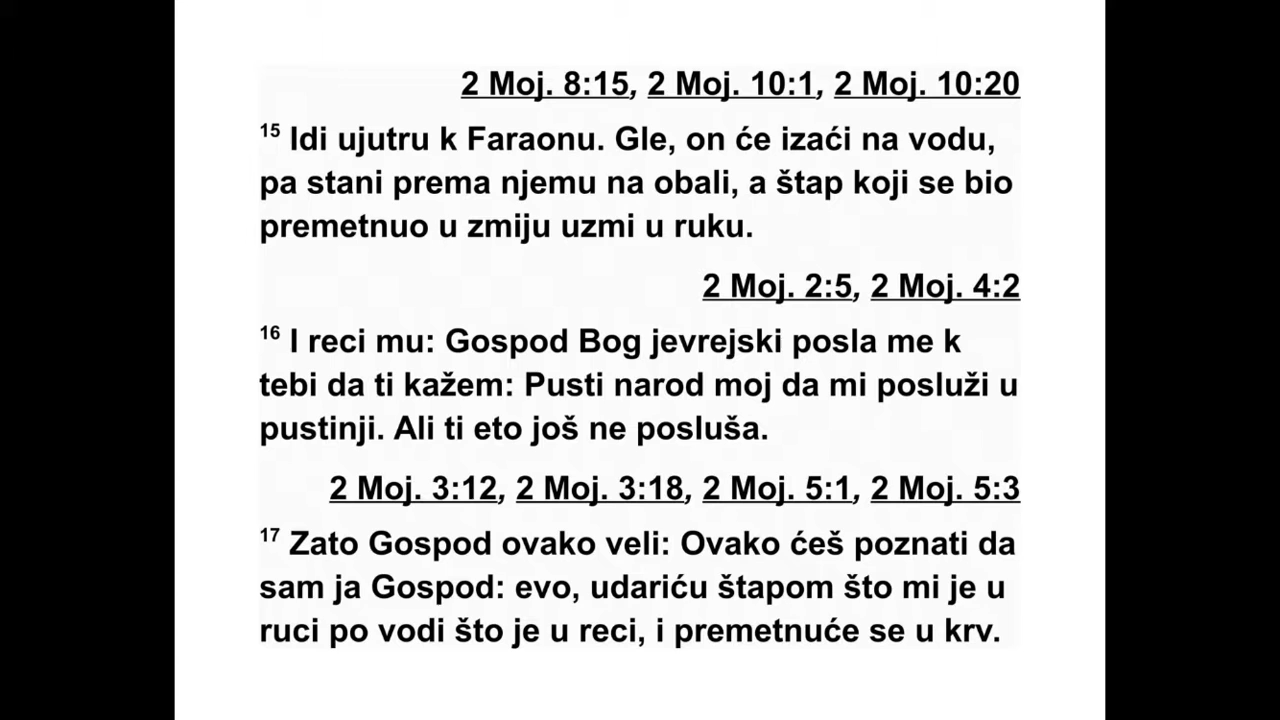 2 Moj. 8:15, 2 Moj. 10:1, 2 Moj. 10:20
15 Idi ujutru k Faraonu. Gle, on će izaći na vodu,
pa stani prema njemu na obali, a štap koji se bio
premetnuo u zmiju uzmi u ruku.
2 Moj. 2:5, 2 Moj. 4:2
16 I reci mu: Gospod Bog jevrejski posla me k
tebi da ti kažem: Pusti narod moj da mi posluži u
pustinji. Ali ti eto još ne posluša.
2 Moj. 3:12, 2 Moj. 3:18, 2 Moj. 5:1, 2 Moj. 5:3
17 Zato Gospod ovako veli: Ovako ćeš poznati da
sam ja Gospod: evo, udariću štapom što mi je u
ruci po vodi što je u reci, i premetnuće se u krv.